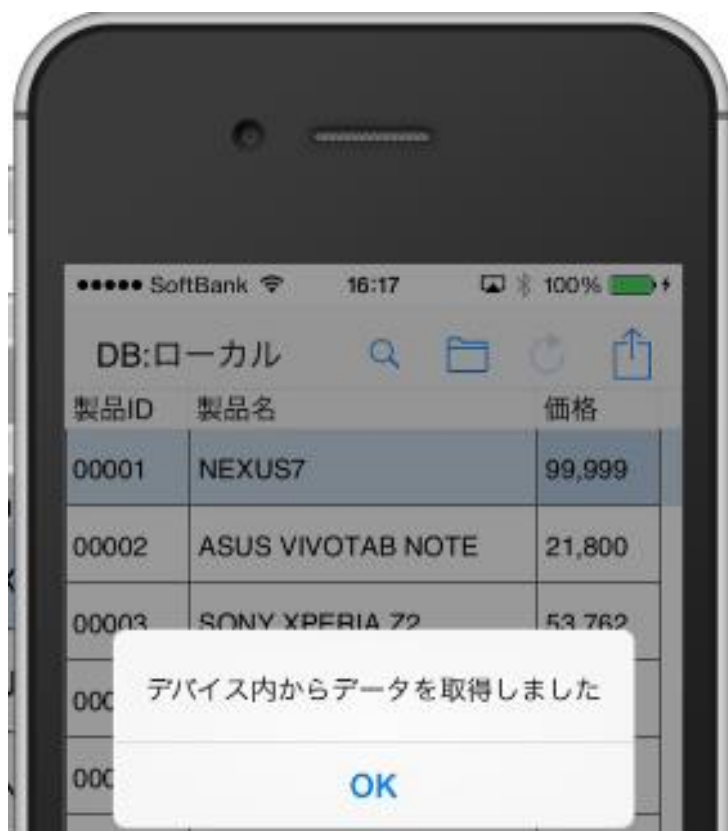 ●●●●● SoftBank 16:17 100%
DB:ローカル
製品ID 製品名 価格
00001 NEXUS7 99,999
00002 ASUS VIVOTAB NOTE 21,800
00003 SONY XPERIA Z2 53,762
デバイス内からデータを取得しました
000
000
OK